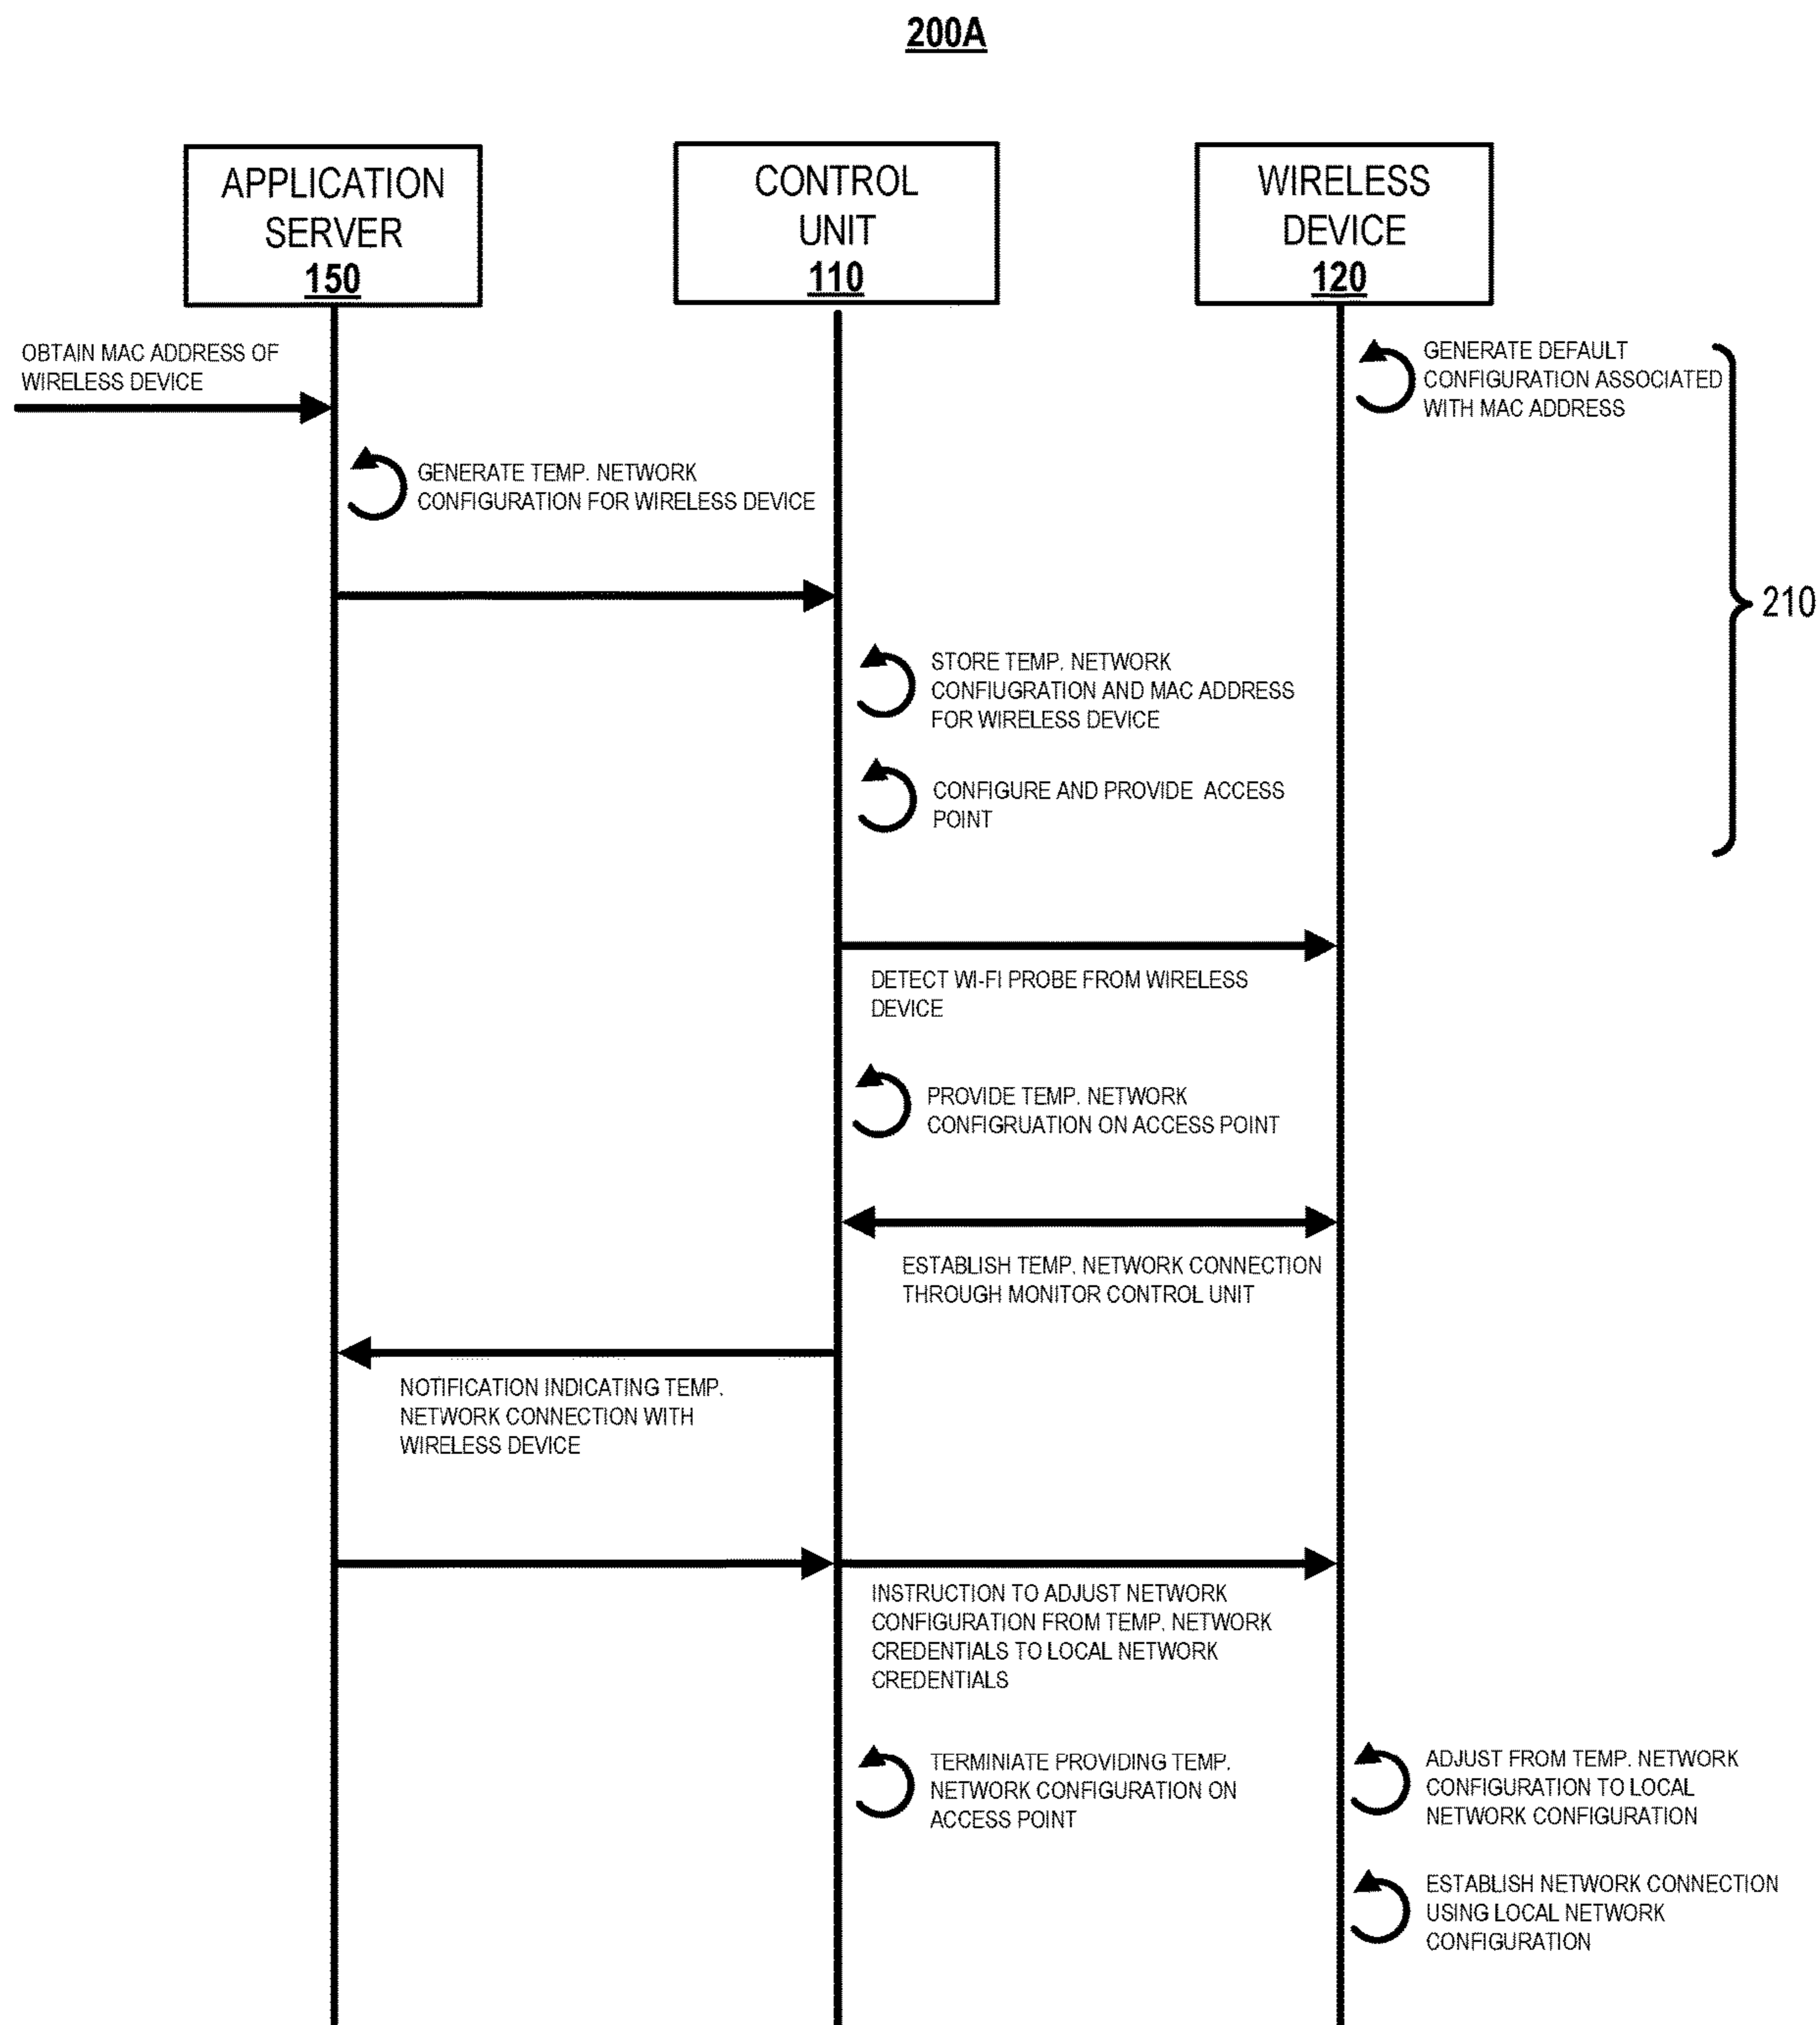 200A
APPLICATION
SERVER
150
CONTROL
UNIT
110
WIRELESS
DEVICE
120
OBTAIN MAC ADDRESS OF
WIRELESS DEVICE
GENERATE DEFAULT
CONFIGURATION ASSOCIATED
WITH MAC ADDRESS
GENERATE TEMP. NETWORK
CONFIGURATION FOR WIRELESS DEVICE
210
STORE TEMP. NETWORK
CONFIUGRATION AND MAC ADDRESS
FOR WIRELESS DEVICE
CONFIGURE AND PROVIDE ACCESS
POINT
DETECT WI-FI PROBE FROM WIRELESS
DEVICE
PROVIDE TEMP. NETWORK
CONFIGRUATION ON ACCESS POINT
ESTABLISH TEMP. NETWORK CONNECTION
THROUGH MONITOR CONTROL UNIT
NOTIFICATION INDICATING TEMP.
NETWORK CONNECTION WITH
WIRELESS DEVICE
INSTRUCTION TO ADJUST NETWORK
CONFIGURATION FROM TEMP. NETWORK
CREDENTIALS TO LOCAL NETWORK
CREDENTIALS
TERMINIATE PROVIDING TEMP.
NETWORK CONFIGURATION ON
ACCESS POINT
ADJUST FROM TEMP. NETWORK
CONFIGURATION TO LOCAL
NETWORK CONFIGURATION
ESTABLISH NETWORK CONNECTION
USING LOCAL NETWORK
CONFIGURATION